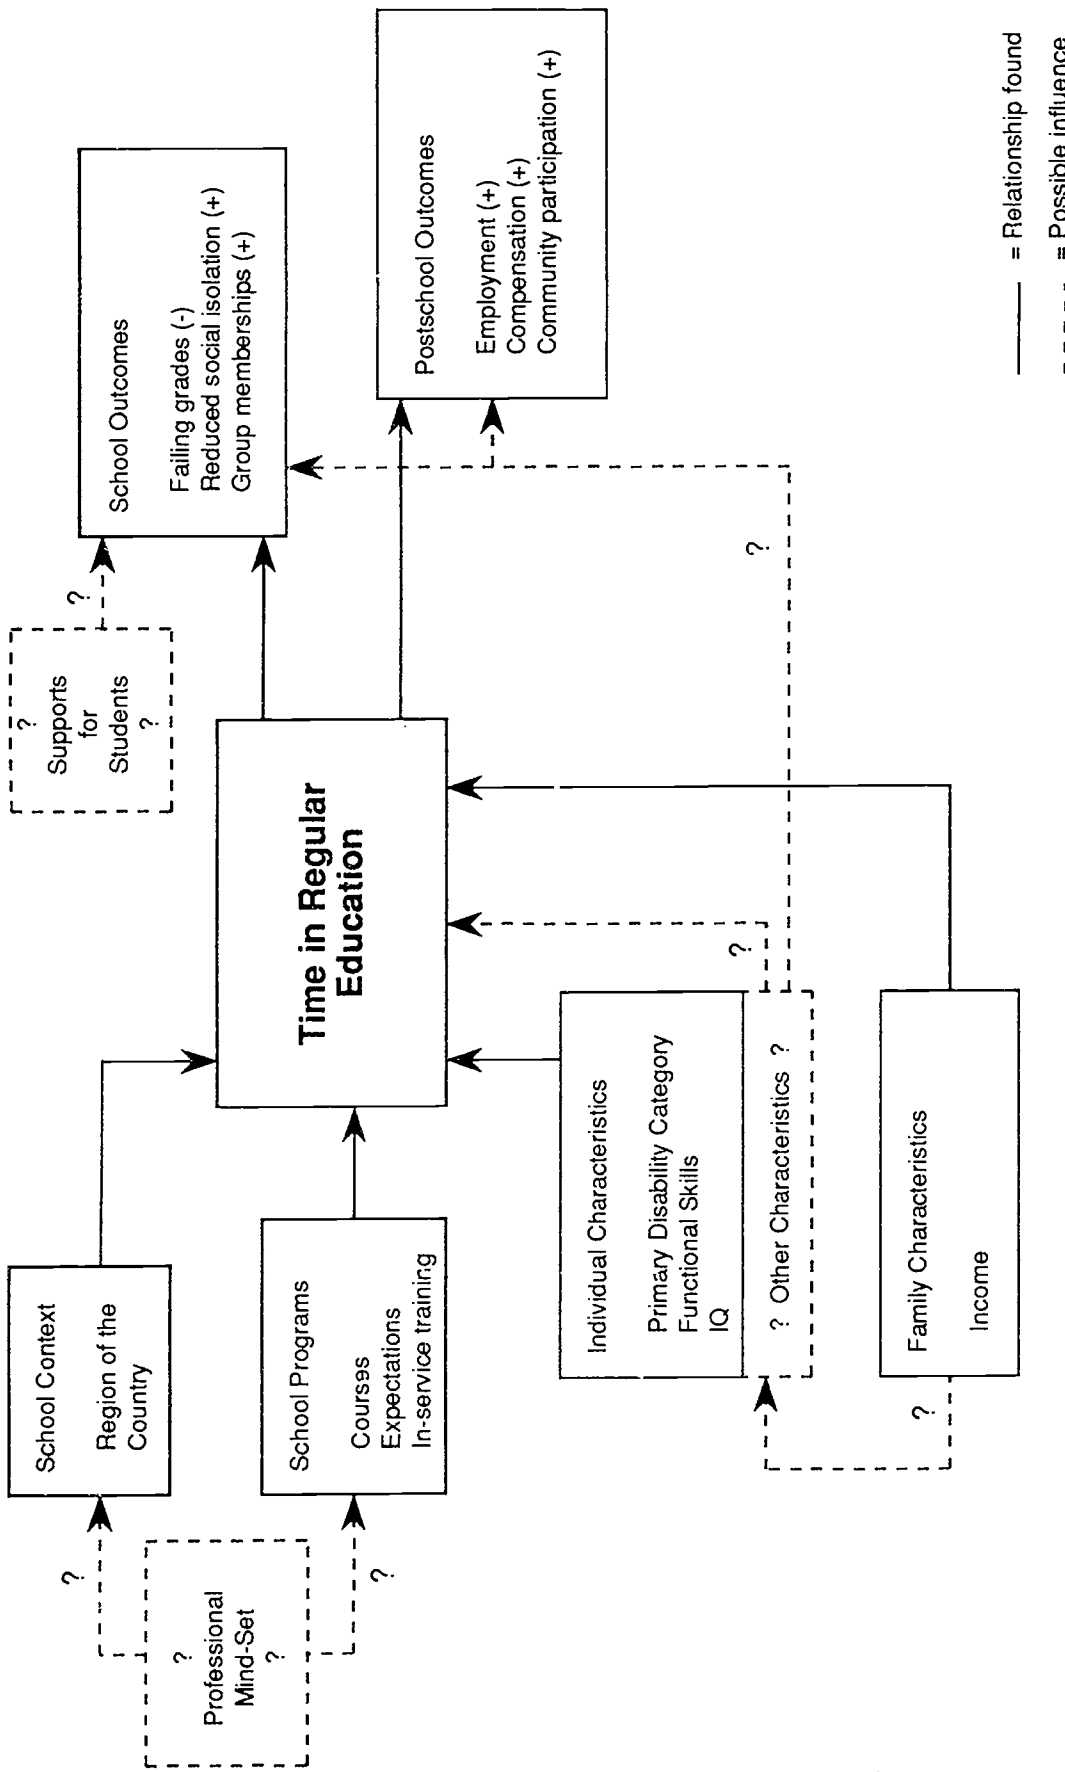 ?
Professional
Mind-Set
?
?
?
School Context
Region of the
Country
School Programs
Courses
Expectations
In-service training
Individual Characteristics
Primary Disability Category
Functional Skills
IQ
? Other Characteristics ?
?
Family Characteristics
Income
Time in Regular
Education
?
?
Supports
for
Students
?
?
School Outcomes
Failing grades (-)
Reduced social isolation (+)
Group memberships (+)
Postschool Outcomes
Employment (+)
Compensation (+)
Community participation (+)
?
= Relationship found
= Possible influence